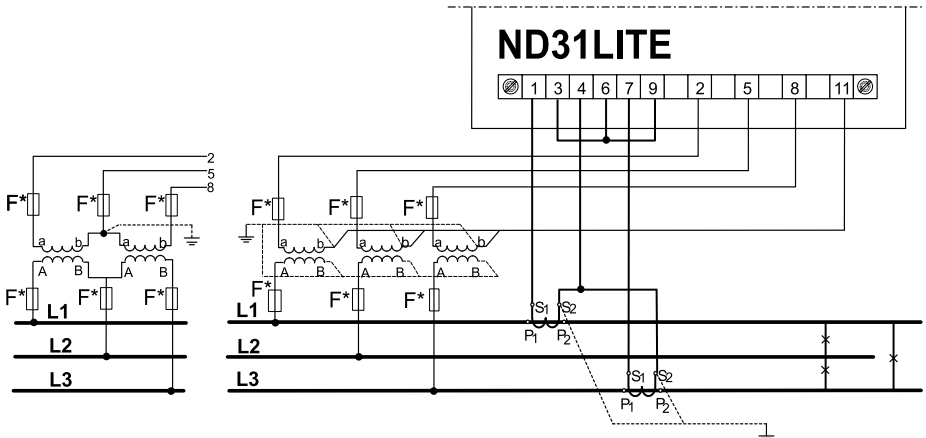 ND31LITE
1 3 4 6 7 9 2 5 8 11
2
5
8
F* F* F*
F* F* F*
a b a b
A B A B
a b a b a b
A B A B A B
F* F* F*
F* F* F*
L1
L2
L3
L1
L2
L3
S1 S2
P1 P2
S1 S2
P1 P2